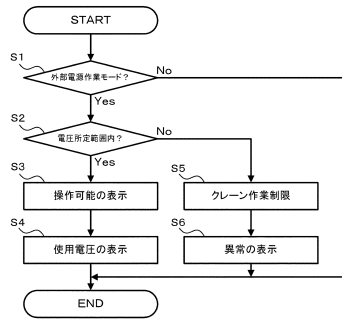 START
S1
外部電源作業モード?
No
Yes
S2
電圧所定範囲内?
No
Yes
S3
操作可能の表示
S5
クレーン作業制限
S4
使用電圧の表示
S6
異常の表示
END